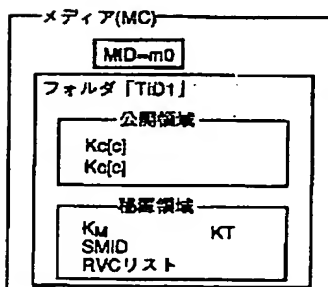 メディア(MC)
MID=m0
フォルダ「TID1」
公開領域
Kc[c]
Kc[c]
秘匿領域
KM KT
SMID
RVCリスト